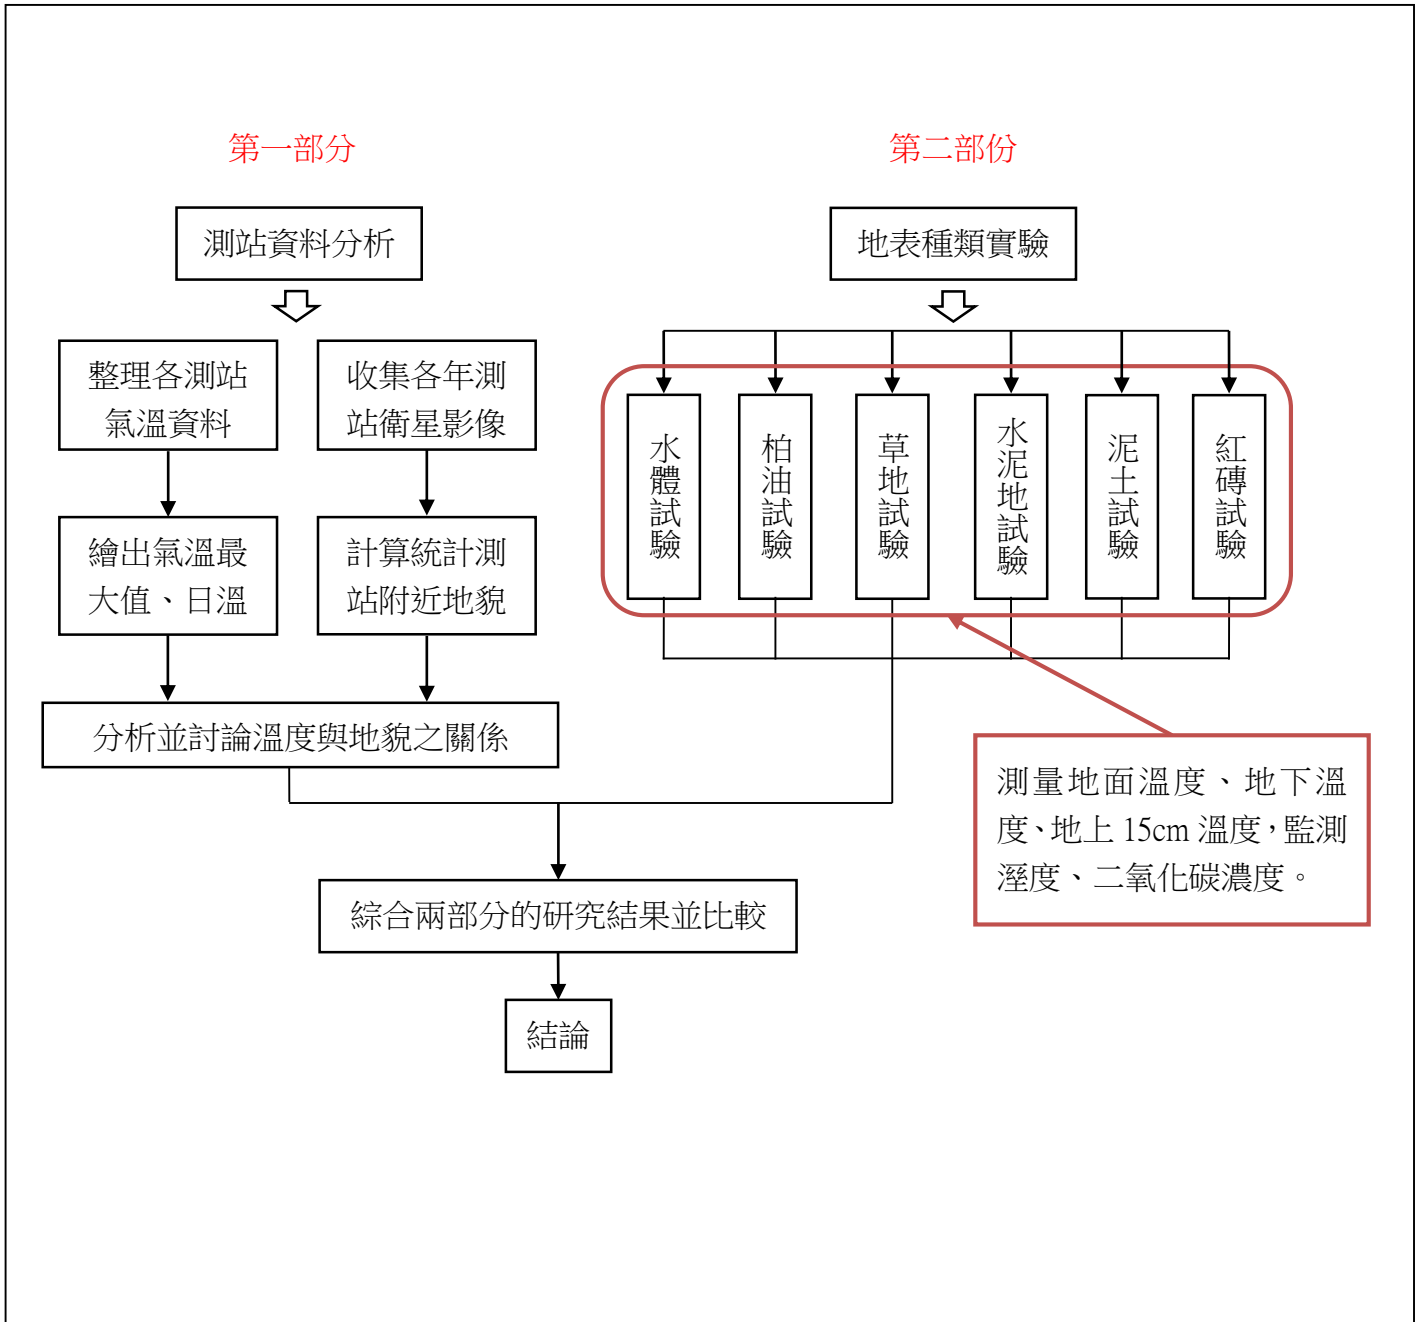 第一部分
測站資料分析
整理各測站
氣溫資料
收集各年測
站衛星影像
繪出氣溫最
大值、日溫
計算統計測
站附近地貌
分析並討論溫度與地貌之關係
第二部份
地表種類實驗
水體試驗
柏油試驗
草地試驗
水泥地試驗
泥土試驗
紅磚試驗
測量地面溫度、地下溫
度、地上 15cm 溫度，監測
溼度、二氧化碳濃度。
綜合兩部分的研究結果並比較
結論